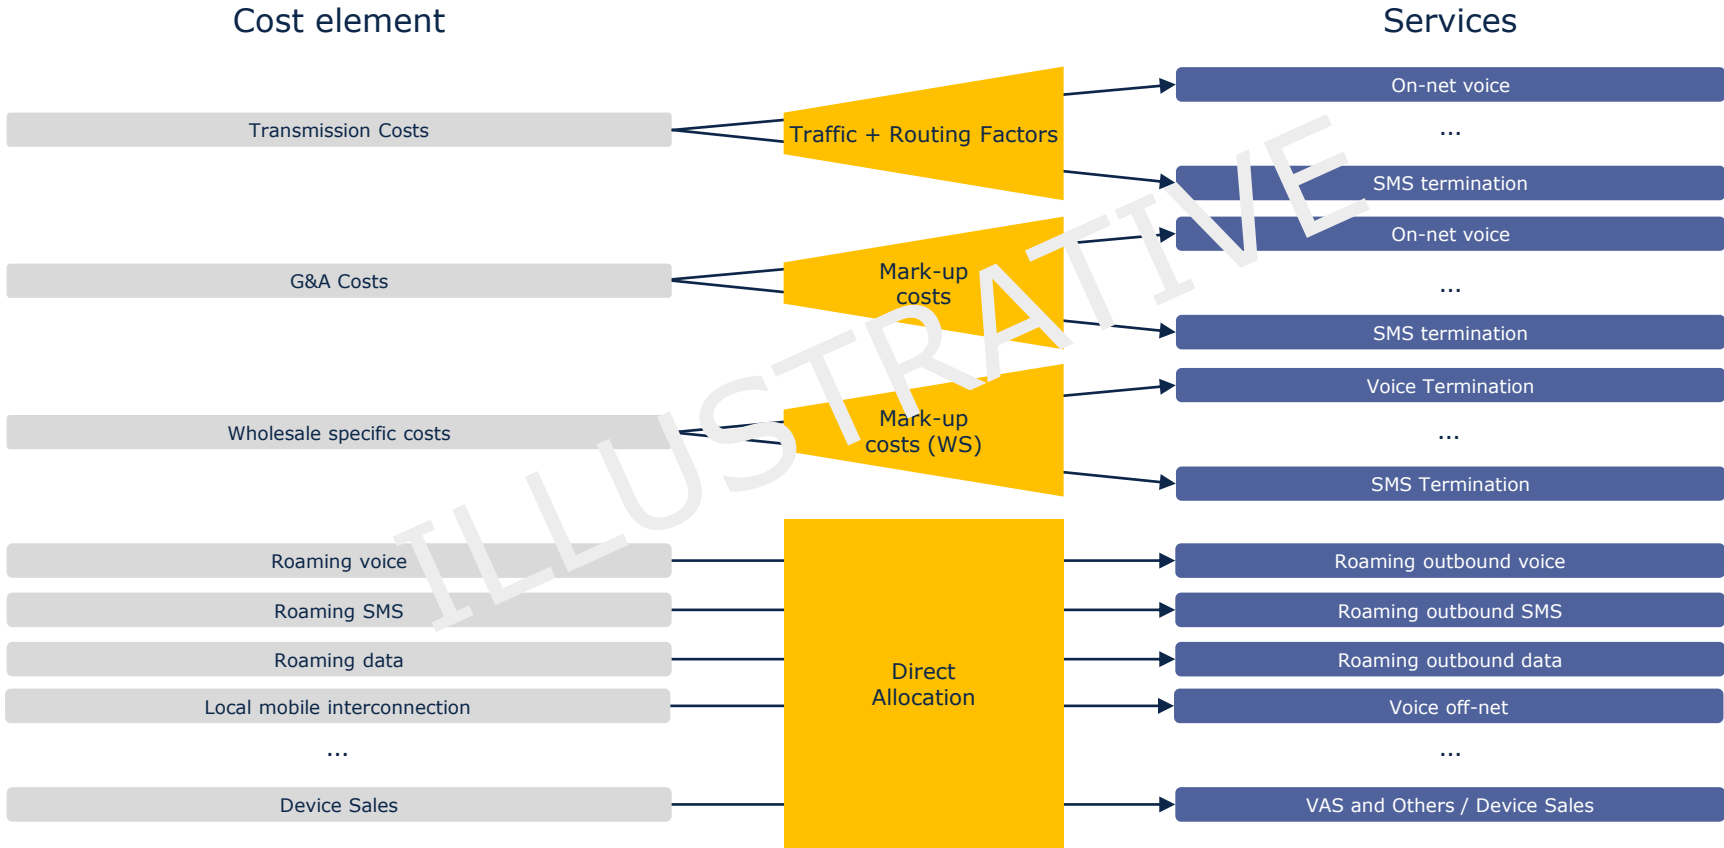 Cost element
Services
On-net voice
Transmission Costs
Traffic + Routing Factors
...
SMS termination
On-net voice
G&A Costs
Mark-up
costs
...
SMS termination
Voice Termination
Wholesale specific costs
Mark-up
costs (WS)
...
SMS Termination
ILLUSTRATIVE
Roaming voice
Roaming outbound voice
Roaming SMS
Roaming outbound SMS
Roaming data
Direct
Allocation
Roaming outbound data
Local mobile interconnection
Voice off-net
...
...
Device Sales
VAS and Others / Device Sales